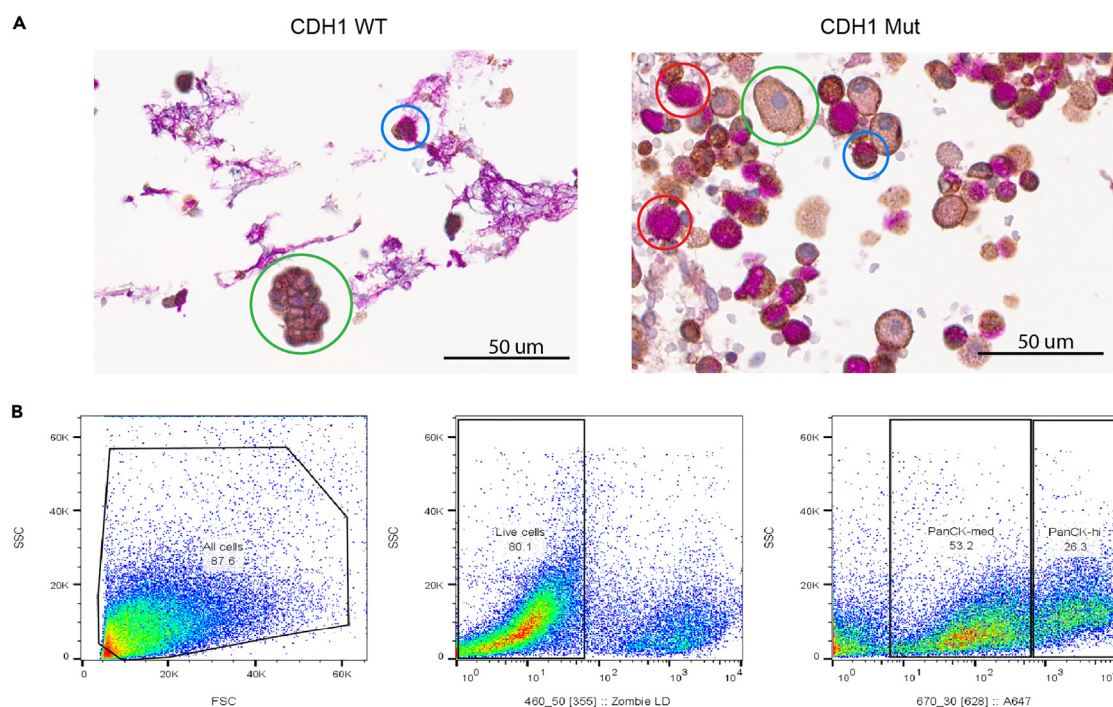 A
CDH1 WT
CDH1 Mut
50 um
50 um
B
SSC
60K
40K
20K
0
All cells
87.6
0
20K
40K
60K
FSC
SSC
60K
40K
20K
0
Live cells
80.1
10^0
10^1
10^2
10^3
10^4
460_50 [355] :: Zombie LD
SSC
60K
40K
20K
0
PanCK-med
53.2
PanCK-hi
26.3
10^0
10^1
10^2
10^3
670_30 [628] :: A647